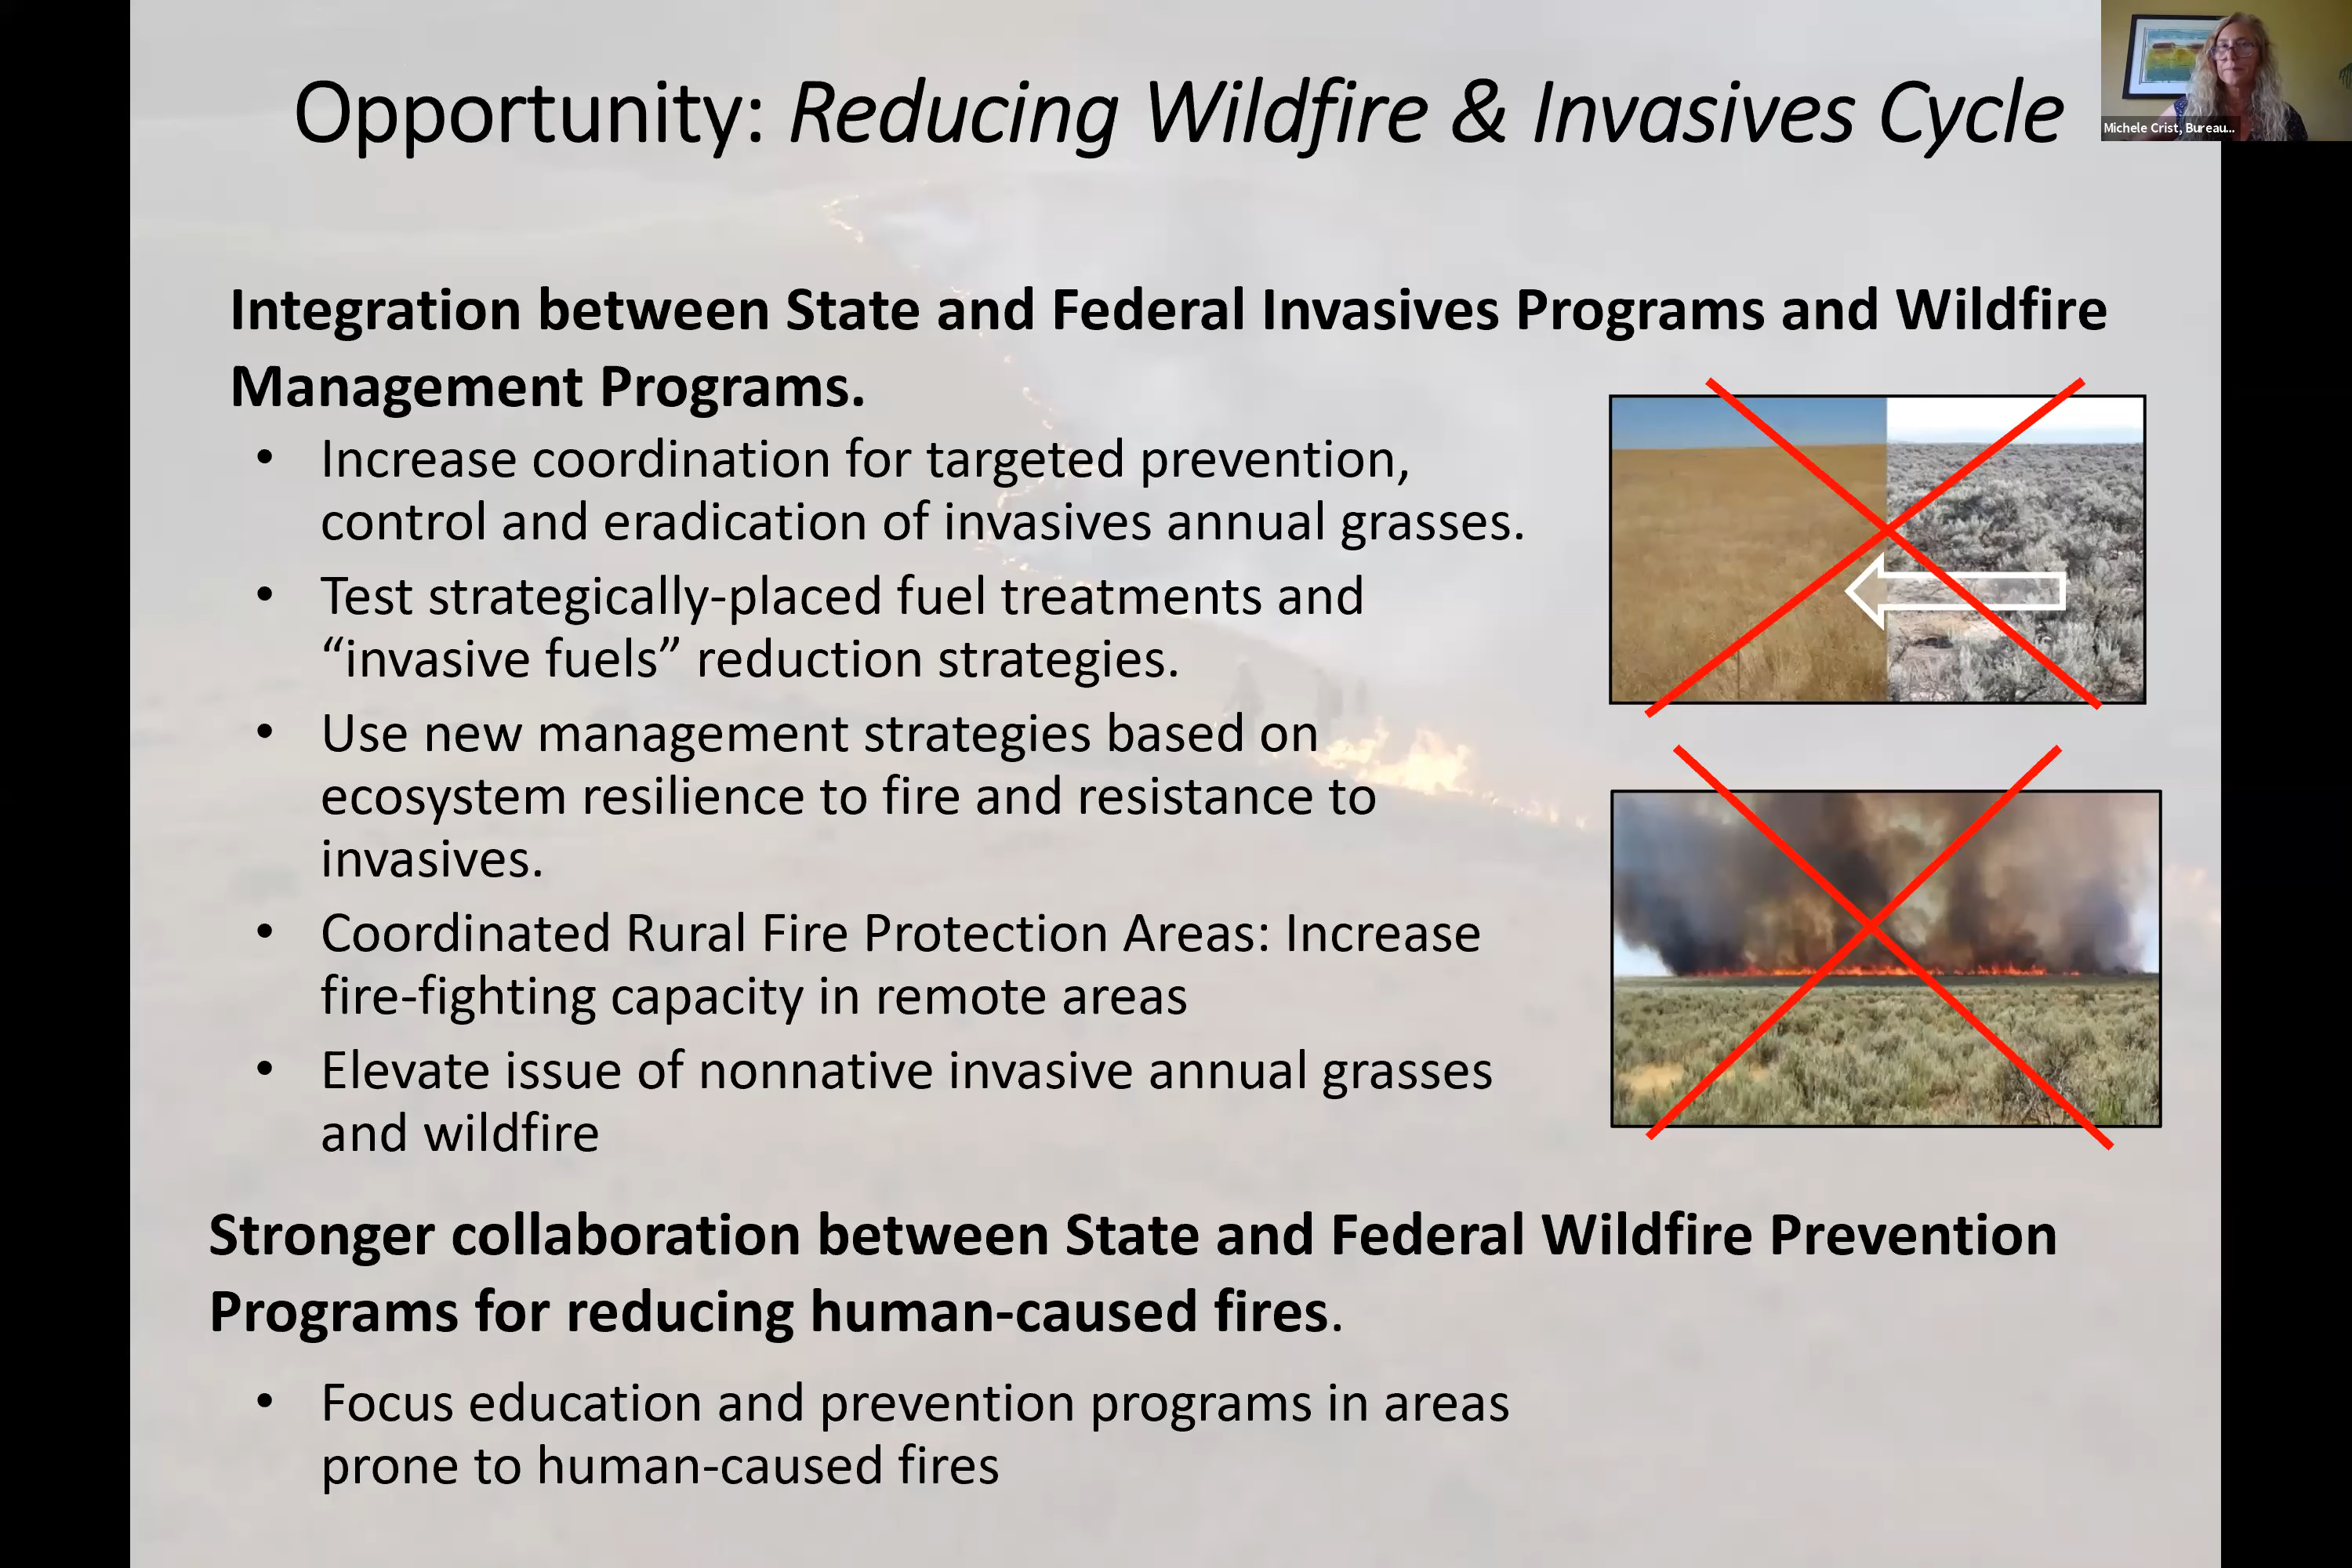 Opportunity: Reducing Wildfire & Invasives Cycle
Michele Crist, Bureau...
Integration between State and Federal Invasives Programs and Wildfire
Management Programs.
• Increase coordination for targeted prevention,
control and eradication of invasives annual grasses.
• Test strategically-placed fuel treatments and
“invasive fuels” reduction strategies.
• Use new management strategies based on
ecosystem resilience to fire and resistance to
invasives.
• Coordinated Rural Fire Protection Areas: Increase
fire-fighting capacity in remote areas
• Elevate issue of nonnative invasive annual grasses
and wildfire
Stronger collaboration between State and Federal Wildfire Prevention
Programs for reducing human-caused fires.
• Focus education and prevention programs in areas
prone to human-caused fires